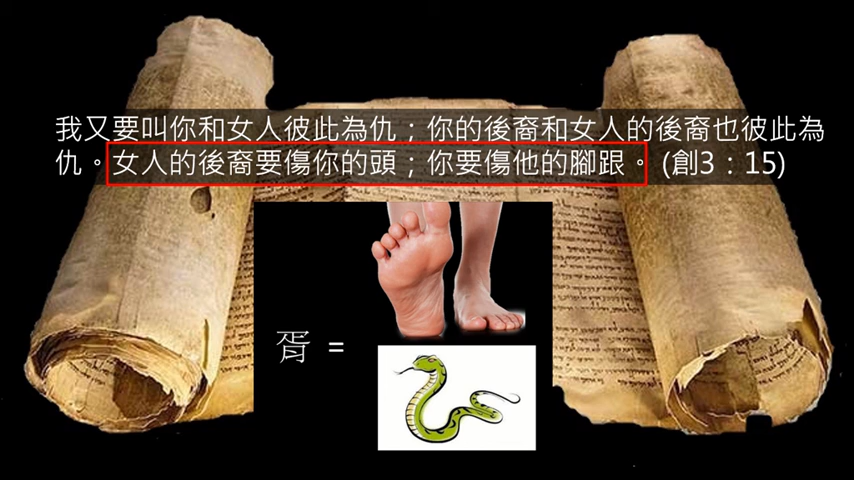 我又要叫你和女人彼此為仇；你的後裔和女人的後裔也彼此為
仇。女人的後裔要傷你的頭；你要傷他的腳跟。 (創3：15)
胥 =